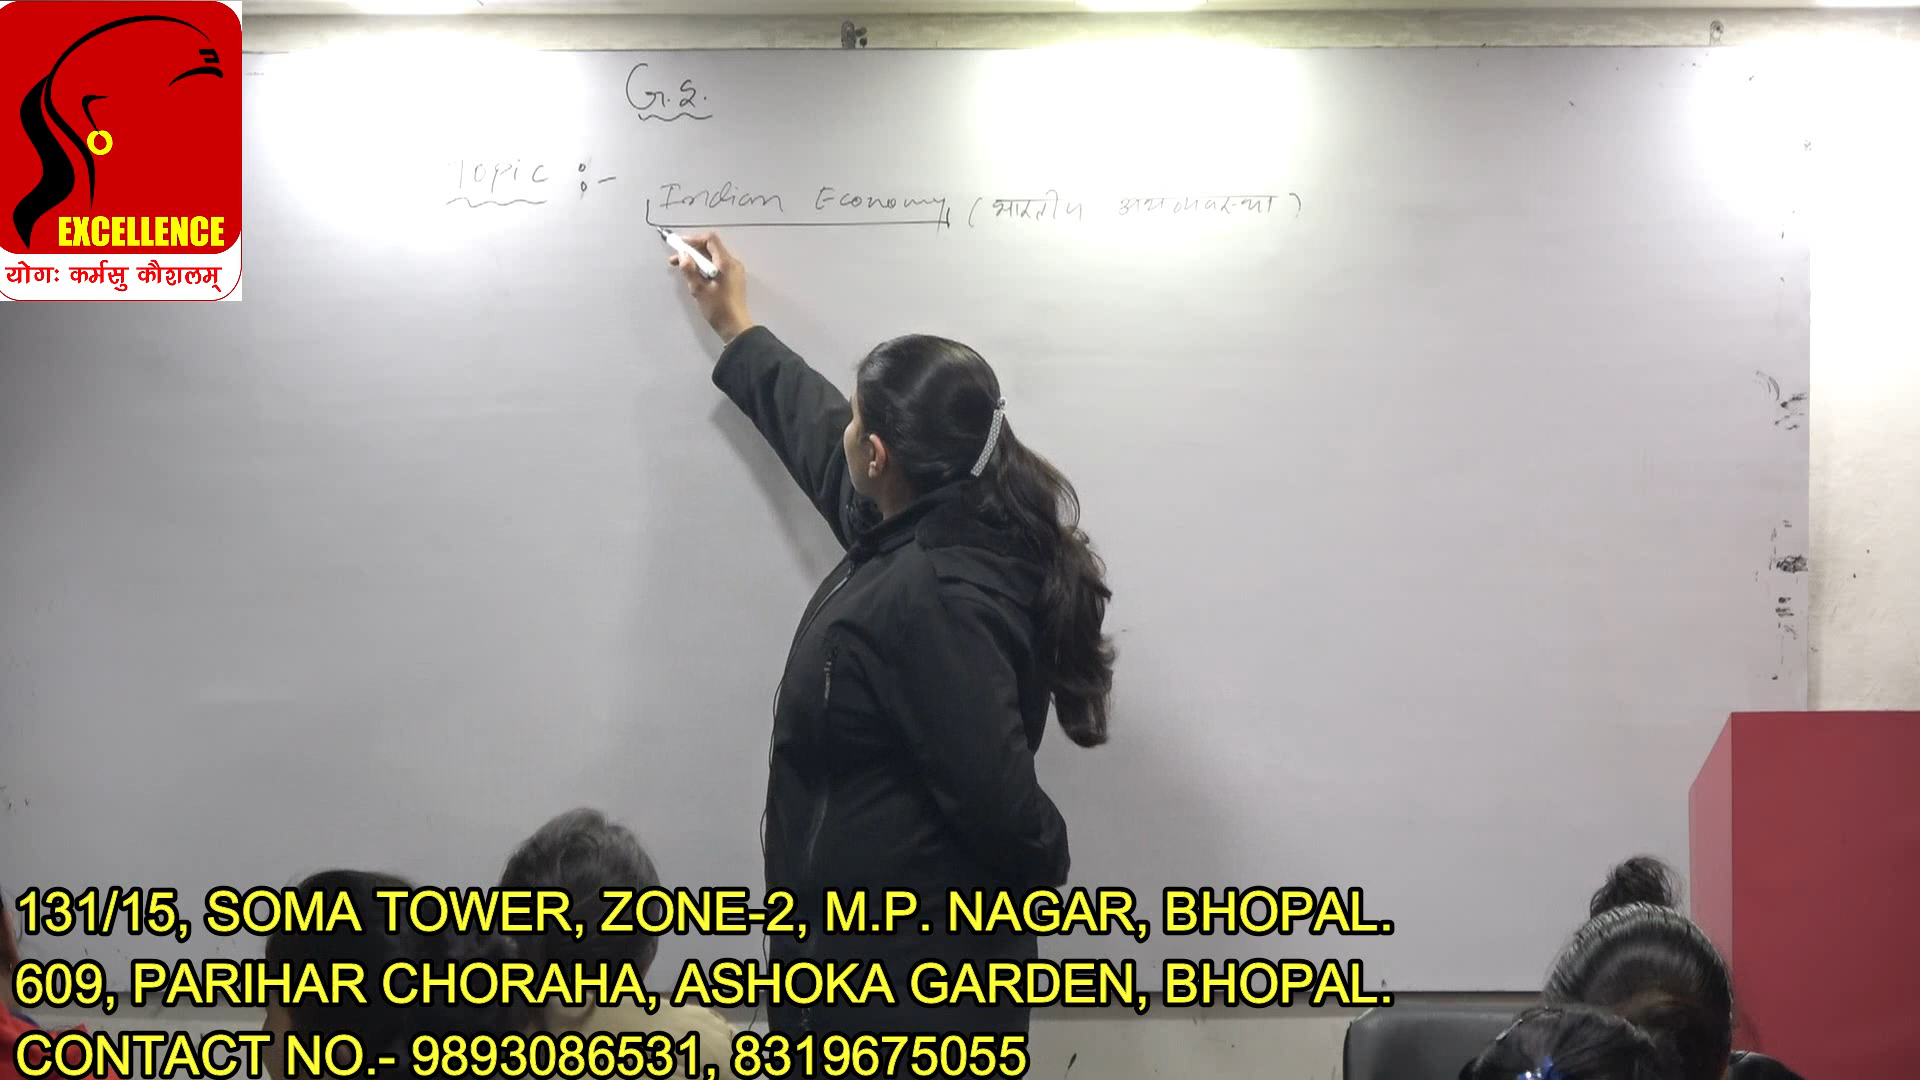 EXCELLENCE
योगः कर्मसु कौशलम्
G.S.
Topic :-
Indian Economy (भारतीय अर्थव्यवस्था)
131/15, SOMA TOWER, ZONE-2, M.P. NAGAR, BHOPAL.
609, PARIHAR CHORAHA, ASHOKA GARDEN, BHOPAL.
CONTACT NO.- 9893086531, 8319675055